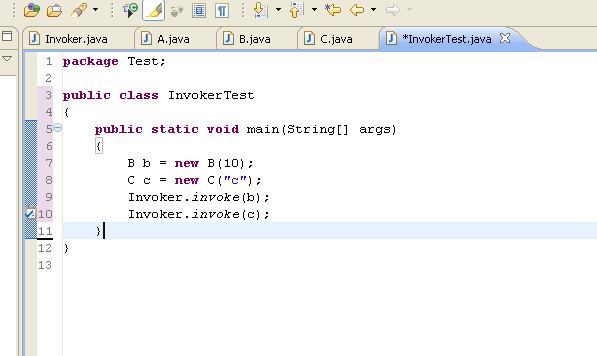 Invoker.java A.java B.java C.java *InvokerTest.java
1 package Test;
2
3 public class InvokerTest
4 {
5 public static void main(String[] args)
6 {
7 B b = new B(10);
8 C c = new C("c");
9 Invoker.invoke(b);
10 Invoker.invoke(c);
11 }
12 }
13